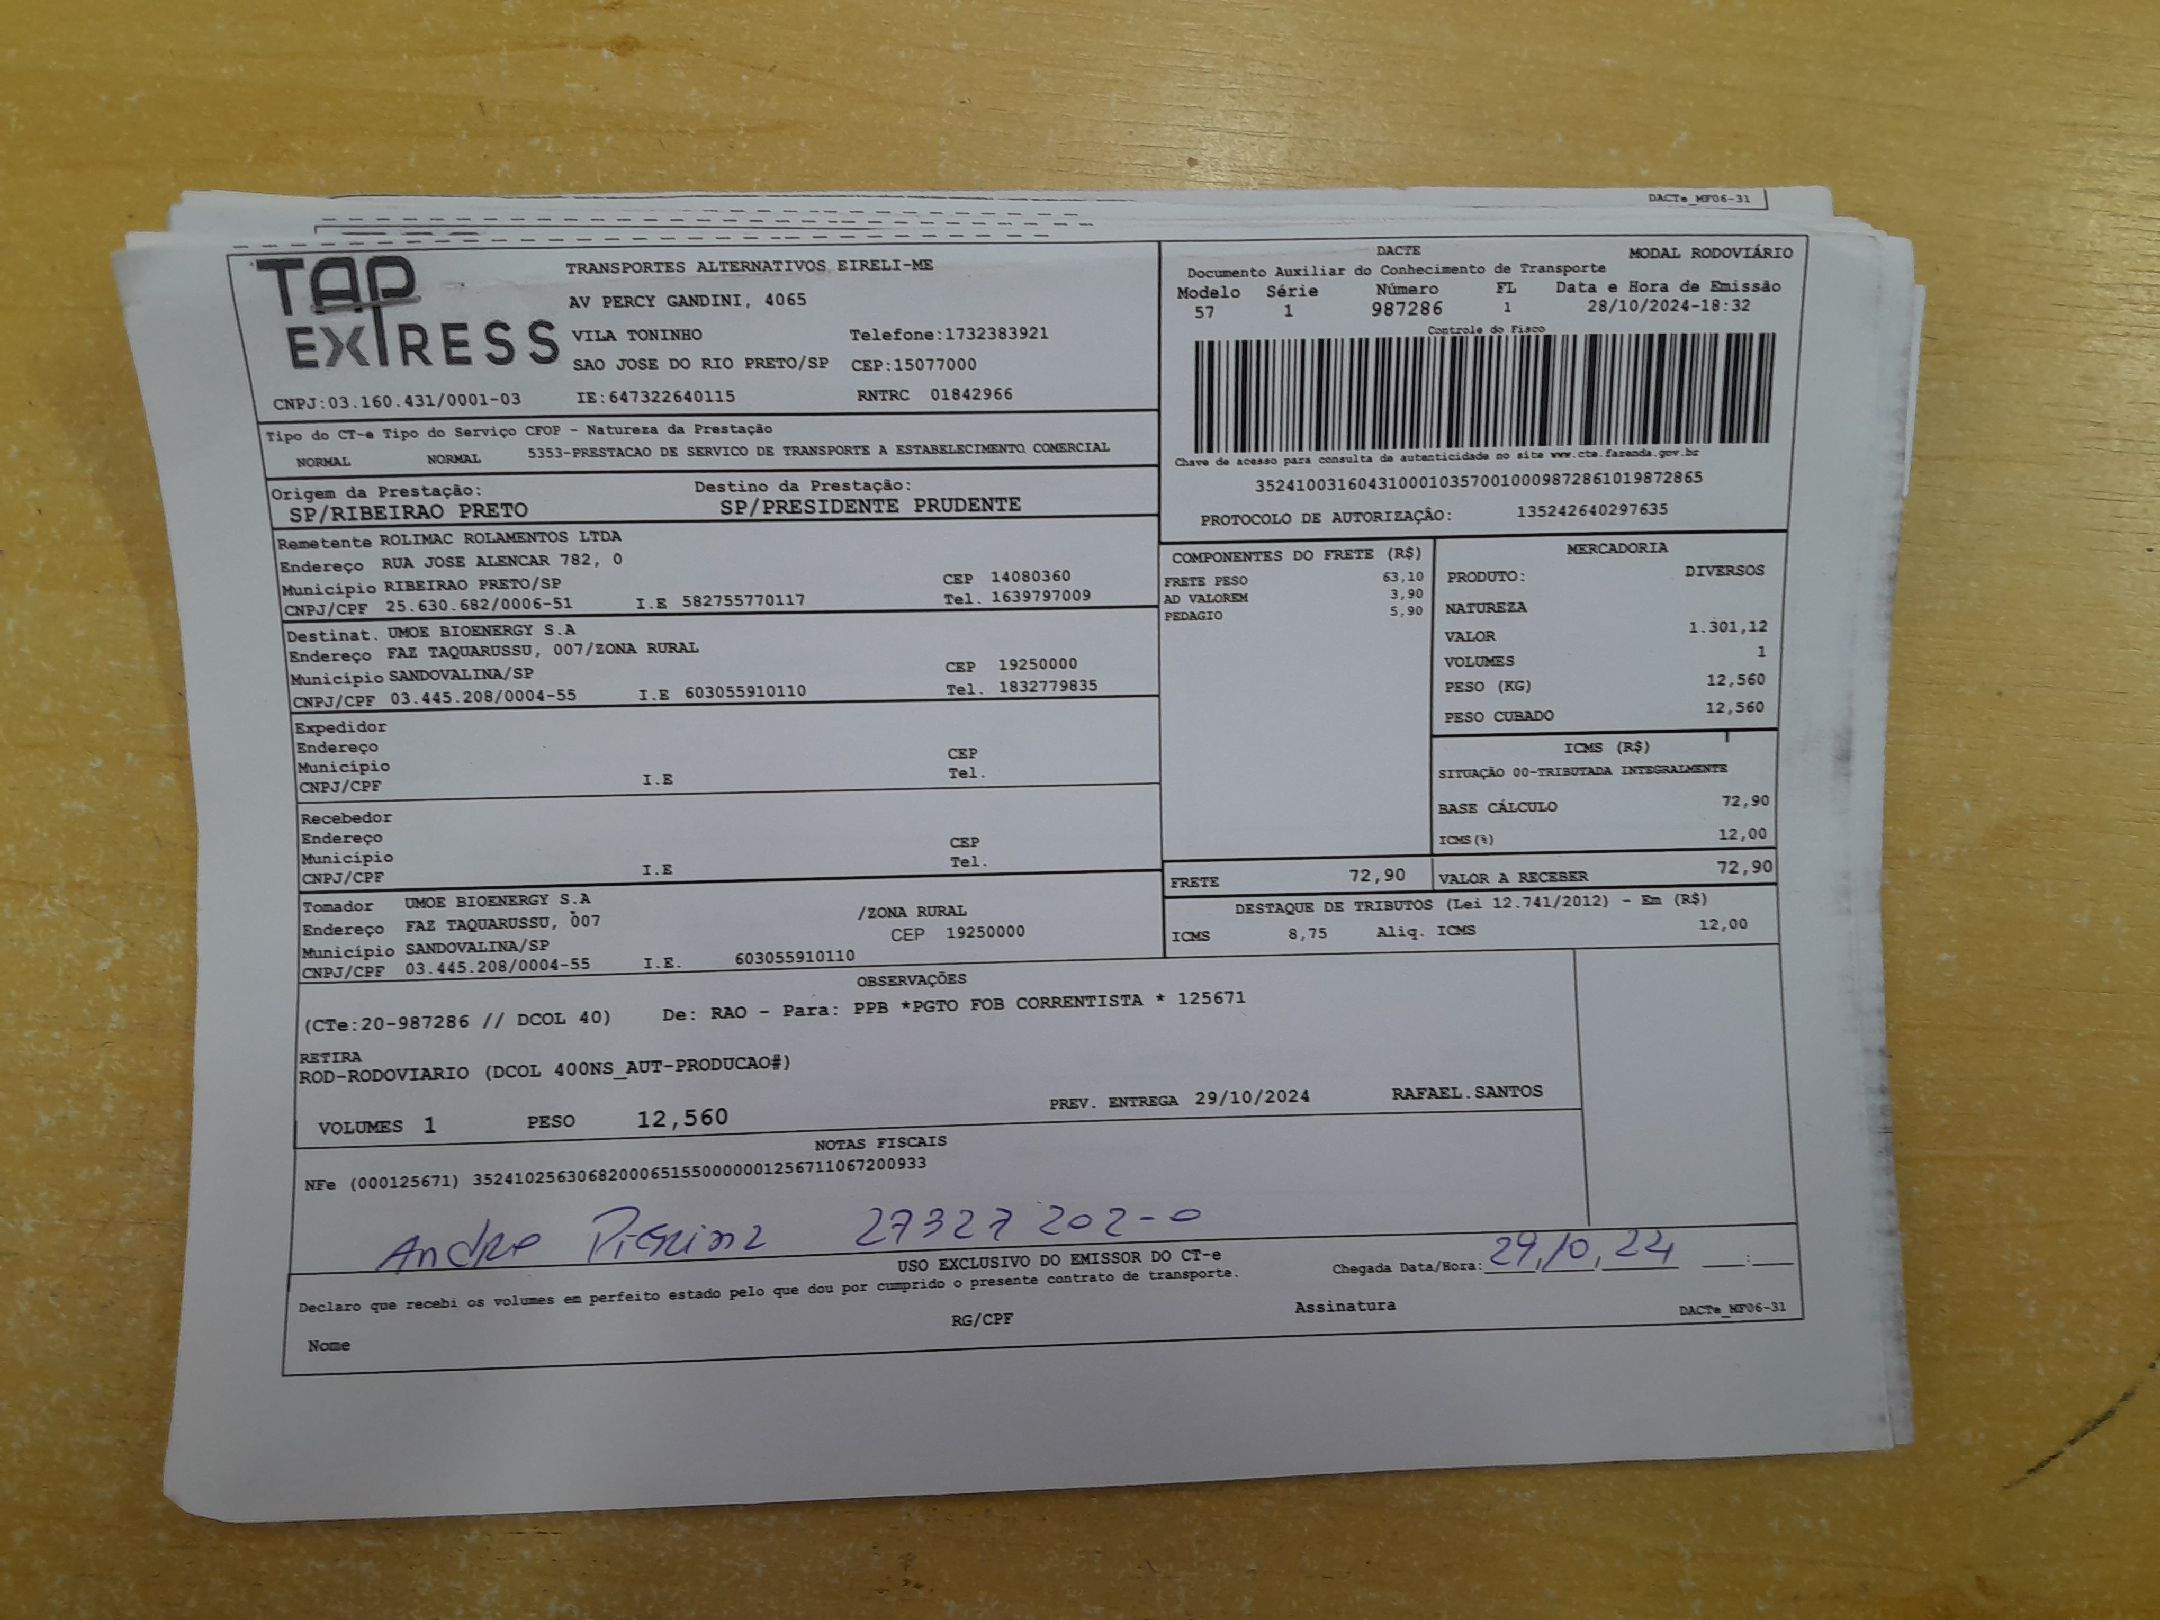 DACTe_MF06-31
TAP
EXPRESS
TRANSPORTES ALTERNATIVOS EIRELI-ME
AV PERCY GANDINI, 4065
VILA TONINHO Telefone:1732383921
SAO JOSE DO RIO PRETO/SP CEP:15077000
CNPJ:03.160.431/0001-03 IE:647322640115 RNTRC 01842966
DACTE MODAL RODOVIÁRIO
Documento Auxiliar do Conhecimento de Transporte
Modelo Série Número FL Data e Hora de Emissão
57 1 987286 1 28/10/2024-18:32
Controle do Fisco
Chave de acesso para consulta de autenticidade no site www.cte.fazenda.gov.br
35241003160431000103570010009872861019872865
PROTOCOLO DE AUTORIZAÇÃO: 135242640297635
Tipo do CT-e Tipo do Serviço CFOP - Natureza da Prestação
NORMAL NORMAL 5353-PRESTACAO DE SERVICO DE TRANSPORTE A ESTABELECIMENTO COMERCIAL
Origem da Prestação: Destino da Prestação:
SP/RIBEIRAO PRETO SP/PRESIDENTE PRUDENTE
Remetente ROLIMAC ROLAMENTOS LTDA
Endereço RUA JOSE ALENCAR 782, 0
Município RIBEIRAO PRETO/SP CEP 14080360
CNPJ/CPF 25.630.682/0006-51 I.E 582755770117 Tel. 1639797009
Destinat. UMOE BIOENERGY S.A
Endereço FAZ TAQUARUSSU, 007/ZONA RURAL
Município SANDOVALINA/SP CEP 19250000
CNPJ/CPF 03.445.208/0004-55 I.E 603055910110 Tel. 1832779835
Expedidor
Endereço
Município CEP
CNPJ/CPF I.E Tel.
Recebedor
Endereço
Município CEP
CNPJ/CPF I.E Tel.
Tomador UMOE BIOENERGY S.A
Endereço FAZ TAQUARUSSU, 007 /ZONA RURAL
Município SANDOVALINA/SP CEP 19250000
CNPJ/CPF 03.445.208/0004-55 I.E. 603055910110
COMPONENTES DO FRETE (R$)
FRETE PESO 63,10
AD VALOREM 3,90
PEDAGIO 5,90
MERCADORIA
PRODUTO: DIVERSOS
NATUREZA
VALOR 1.301,12
VOLUMES 1
PESO (KG) 12,560
PESO CUBADO 12,560
ICMS (R$)
SITUAÇÃO 00-TRIBUTADA INTEGRALMENTE
BASE CÁLCULO 72,90
ICMS(%) 12,00
FRETE 72,90 VALOR A RECEBER 72,90
DESTAQUE DE TRIBUTOS (Lei 12.741/2012) - Em (R$)
ICMS 8,75 Aliq. ICMS 12,00
OBSERVAÇÕES
(CTe:20-987286 // DCOL 40) De: RAO - Para: PPB *PGTO FOB CORRENTISTA * 125671
RETIRA
ROD-RODOVIARIO (DCOL 400NS_AUT-PRODUCAO#)
VOLUMES 1 PESO 12,560 PREV. ENTREGA 29/10/2024 RAFAEL.SANTOS
NOTAS FISCAIS
NFe (000125671) 35241025630682000651550000001256711067200933
Andre 27327 202-0
USO EXCLUSIVO DO EMISSOR DO CT-e
Chegada Data/Hora: 29,10,24 :
Declaro que recebi os volumes em perfeito estado pelo que dou por cumprido o presente contrato de transporte.
Nome RG/CPF Assinatura DACTe_MF06-31